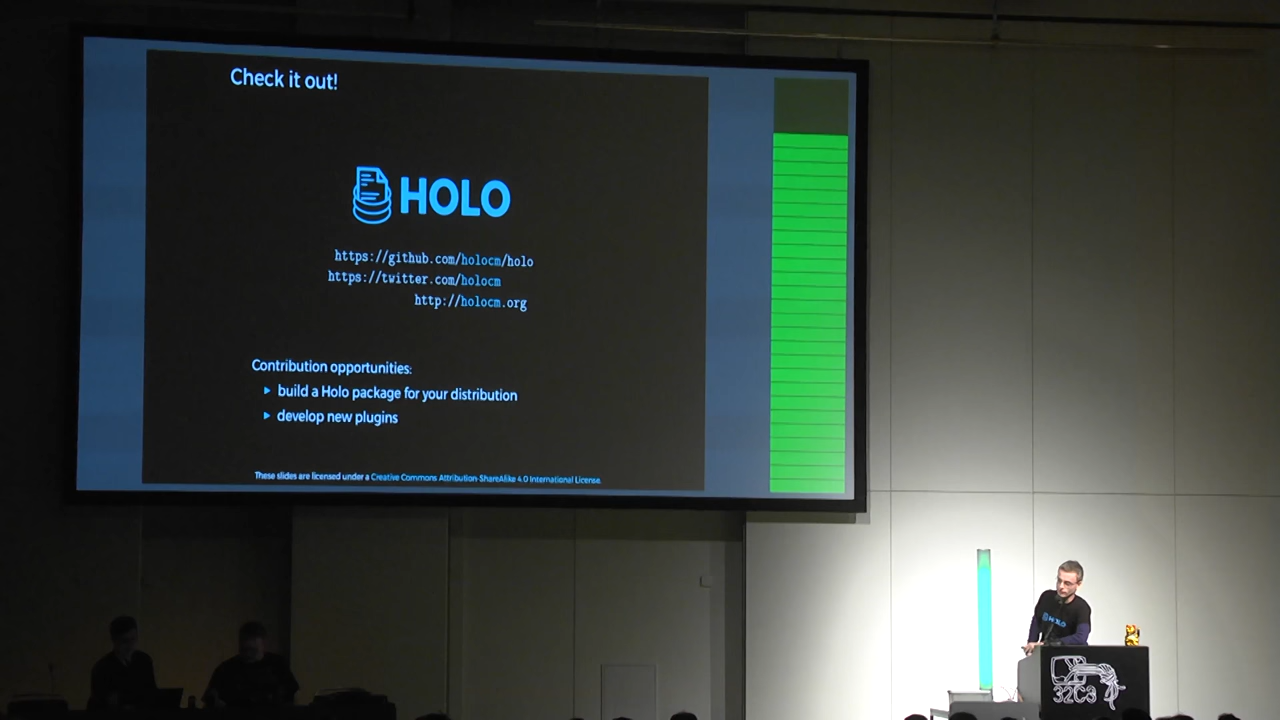 Check it out!
HOLO
https://github.com/holocm/holo
https://twitter.com/holocm
http://holocm.org
Contribution opportunities:
build a Holo package for your distribution
develop new plugins
These slides are licensed under a Creative Commons Attribution-ShareAlike 4.0 International License.
HOLO
32C3